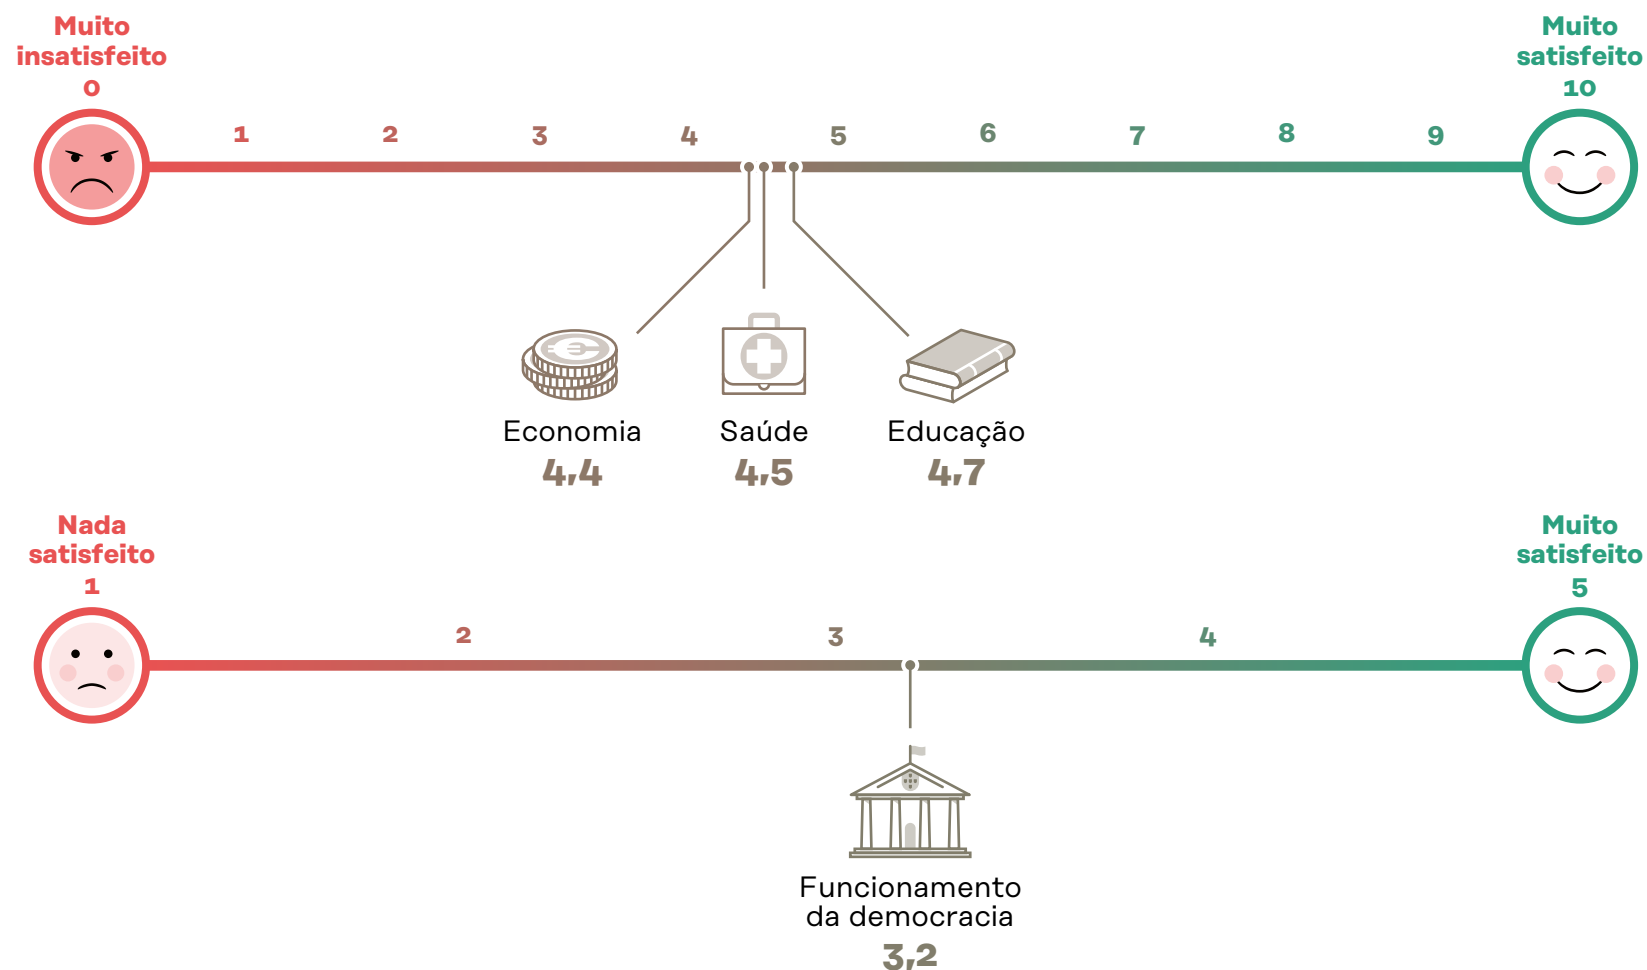 Muito
insatisfeito
0
Muito
satisfeito
10
1 2 3 4 5 6 7 8 9
Economia
4,4
Saúde
4,5
Educação
4,7
Nada
satisfeito
1
Muito
satisfeito
5
2 3 4
Funcionamento
da democracia
3,2